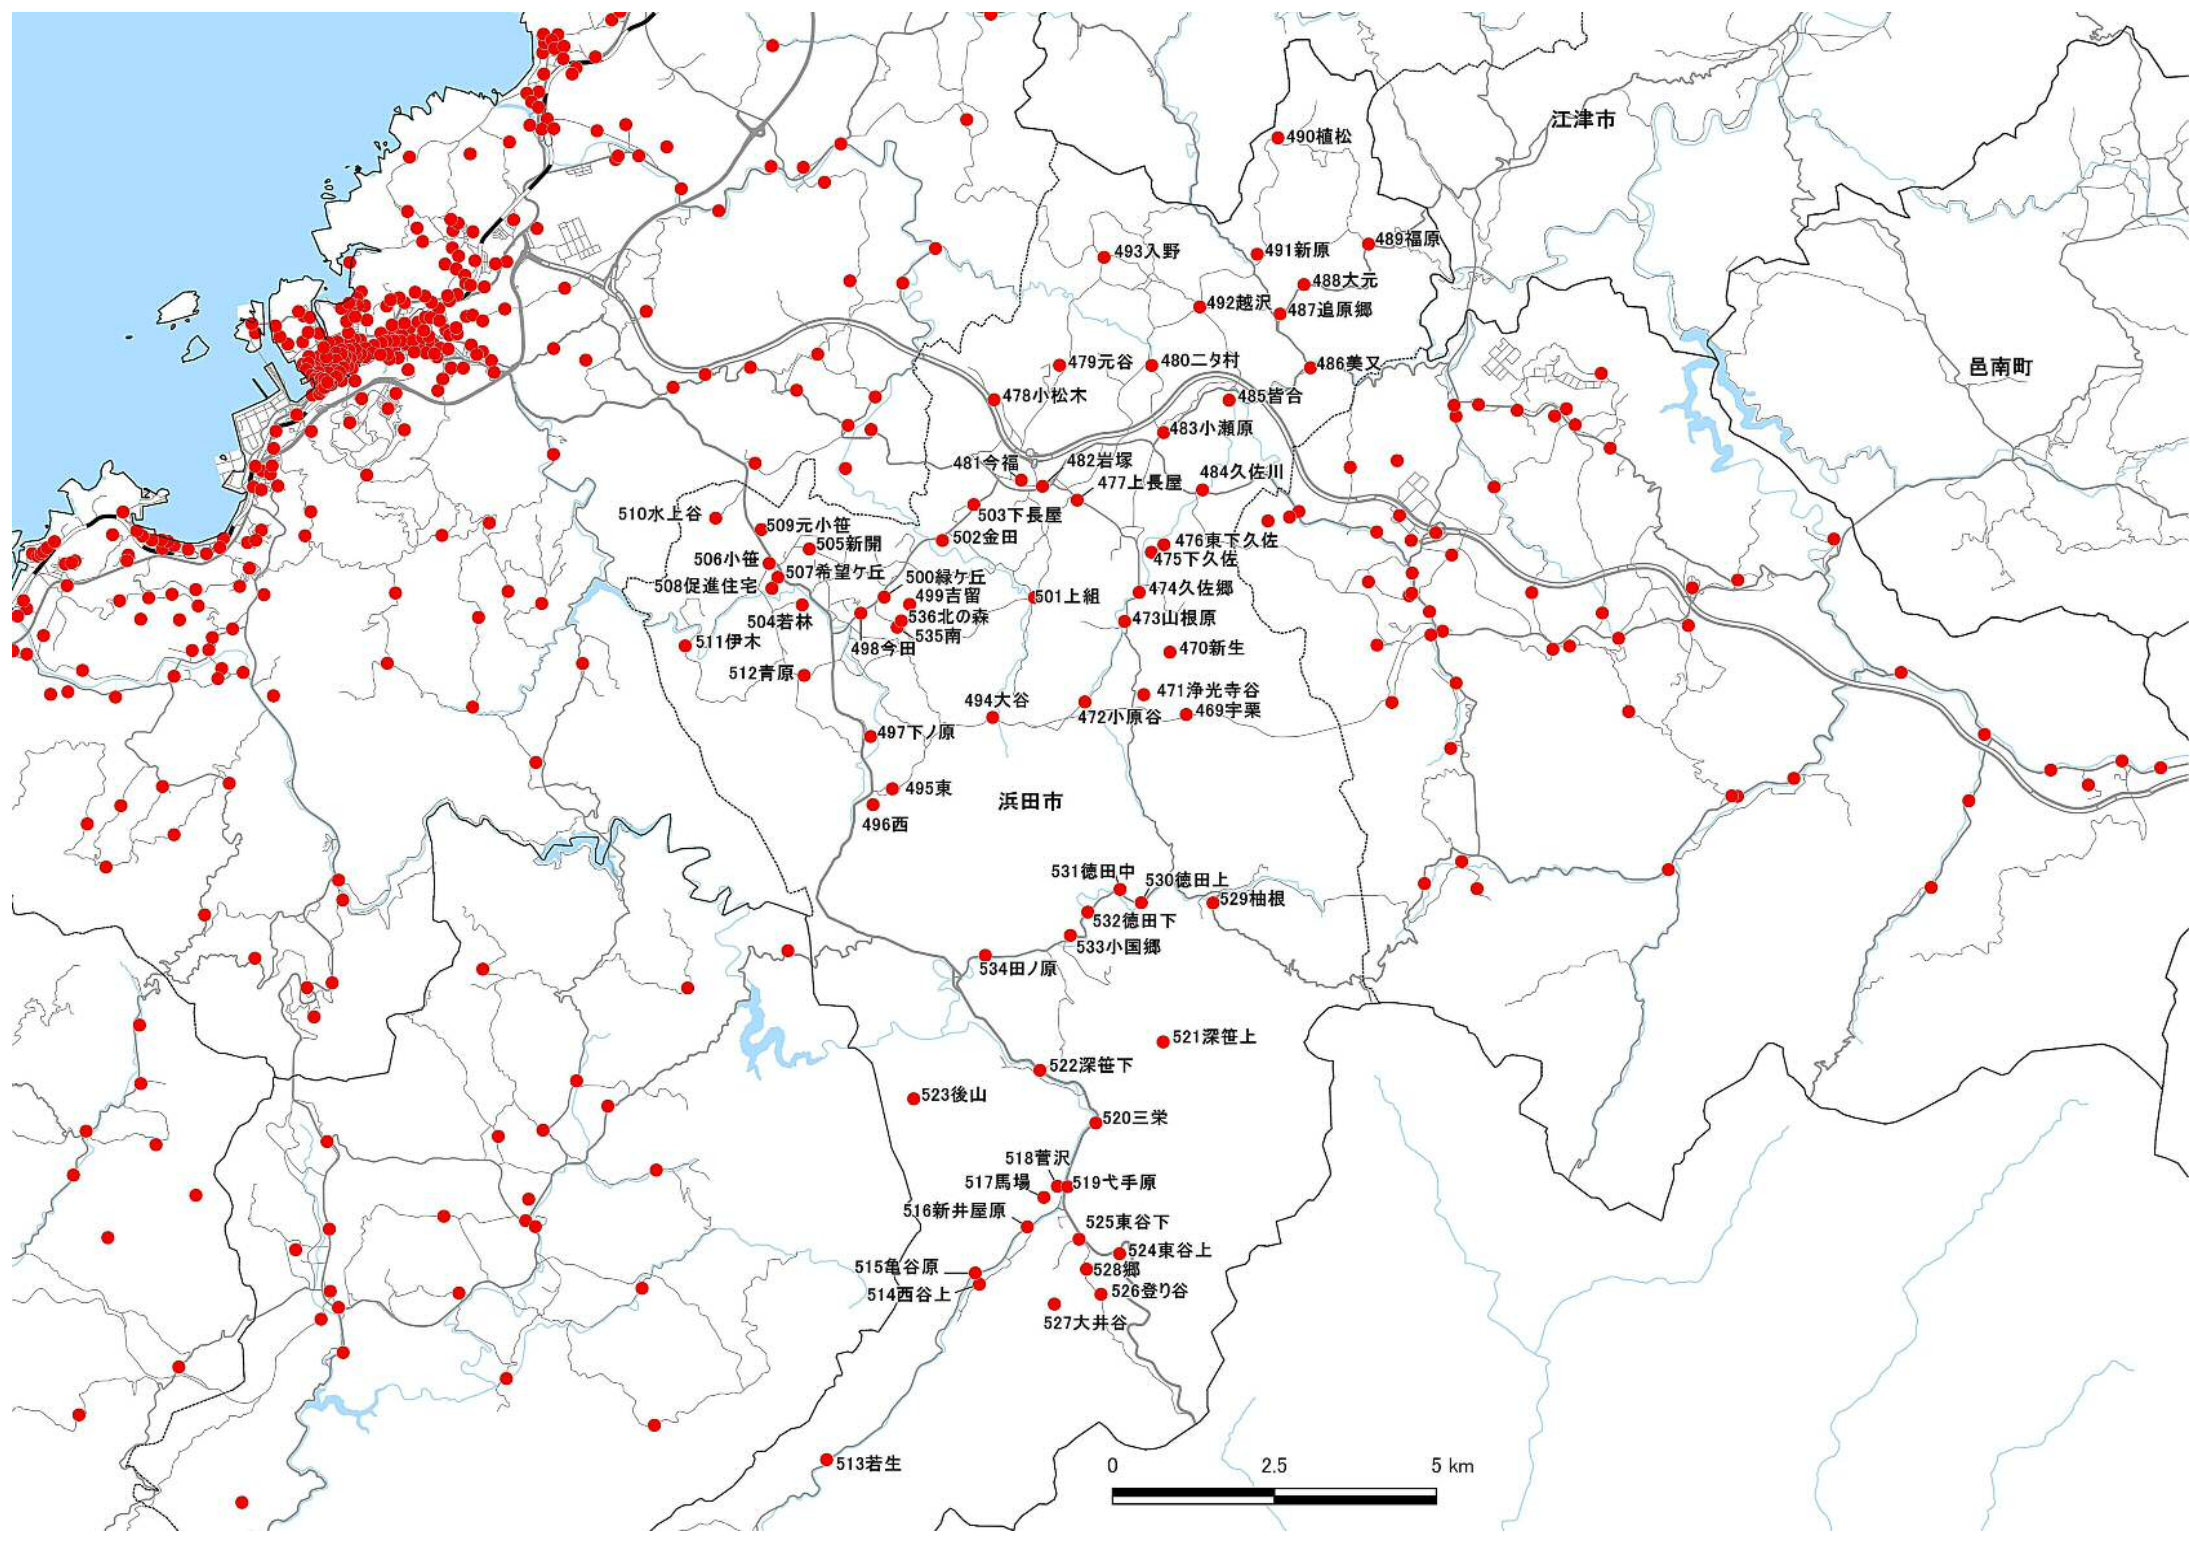 江津市
490植松
489福原
493入野
491新原
488大元
492越沢
487追原郷
邑南町
479元谷
480二タ村
486美又
478小松木
485皆合
483小瀬原
481今福
482岩塚
484久佐川
477上長屋
510水上谷
503下長屋
509元小笹
502金田
505新開
476東下久佐
475下久佐
506小笹
507希望ケ丘
500緑ケ丘
508促進住宅
499吉留
501上組
474久佐郷
504若林
536北の森
473山根原
535南
511伊木
498今田
470新生
512青原
471浄光寺谷
494大谷
472小原谷
469宇栗
497下ノ原
495東
浜田市
496西
531徳田中
530徳田上
529柚根
532徳田下
533小国郷
534田ノ原
521深笹上
522深笹下
523後山
520三栄
518菅沢
517馬場
519弋手原
516新井屋原
525東谷下
524東谷上
515亀谷原
528郷
514西谷上
526登り谷
527大井谷
513若生
0 2.5 5 km